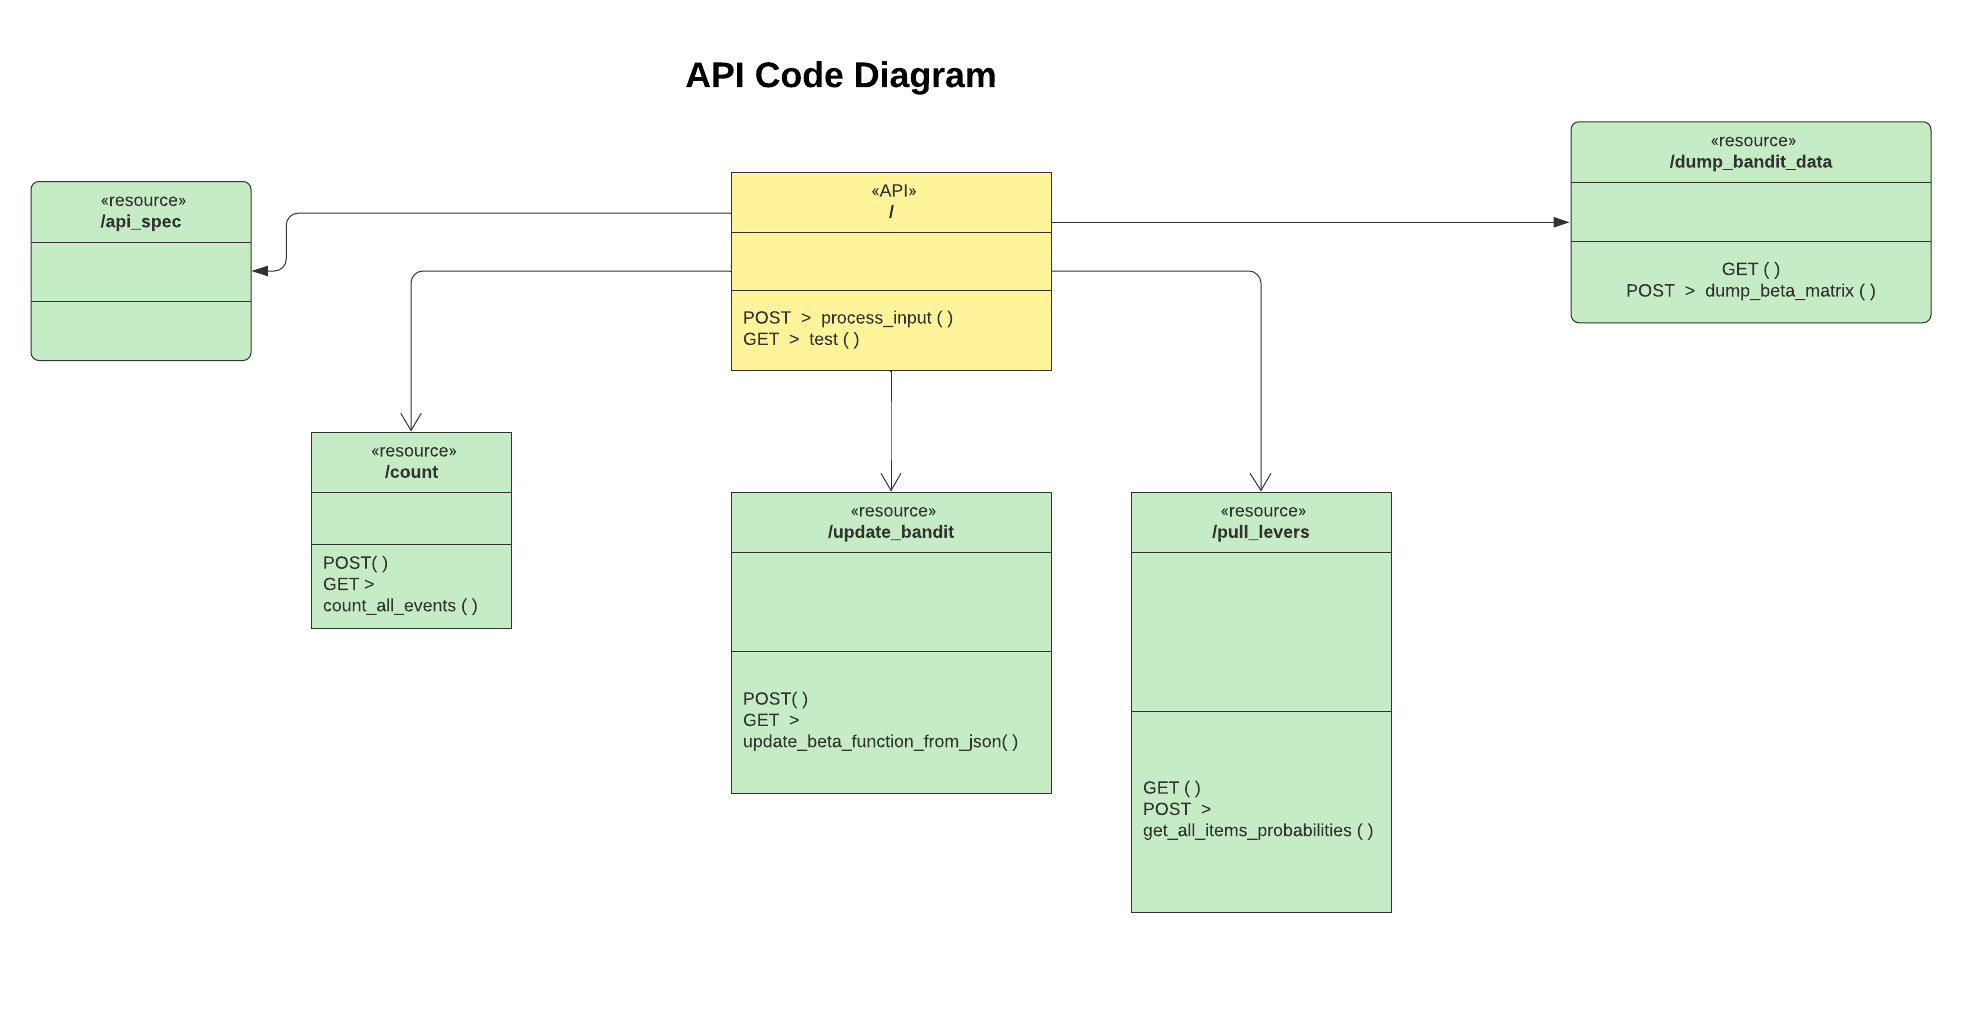 API Code Diagram
«resource»
/api_spec
«API»
/
POST > process_input ( )
GET > test ( )
«resource»
/dump_bandit_data
GET ( )
POST > dump_beta_matrix ( )
«resource»
/count
POST( )
GET >
count_all_events ( )
«resource»
/update_bandit
POST( )
GET >
update_beta_function_from_json( )
«resource»
/pull_levers
GET ( )
POST >
get_all_items_probabilities ( )